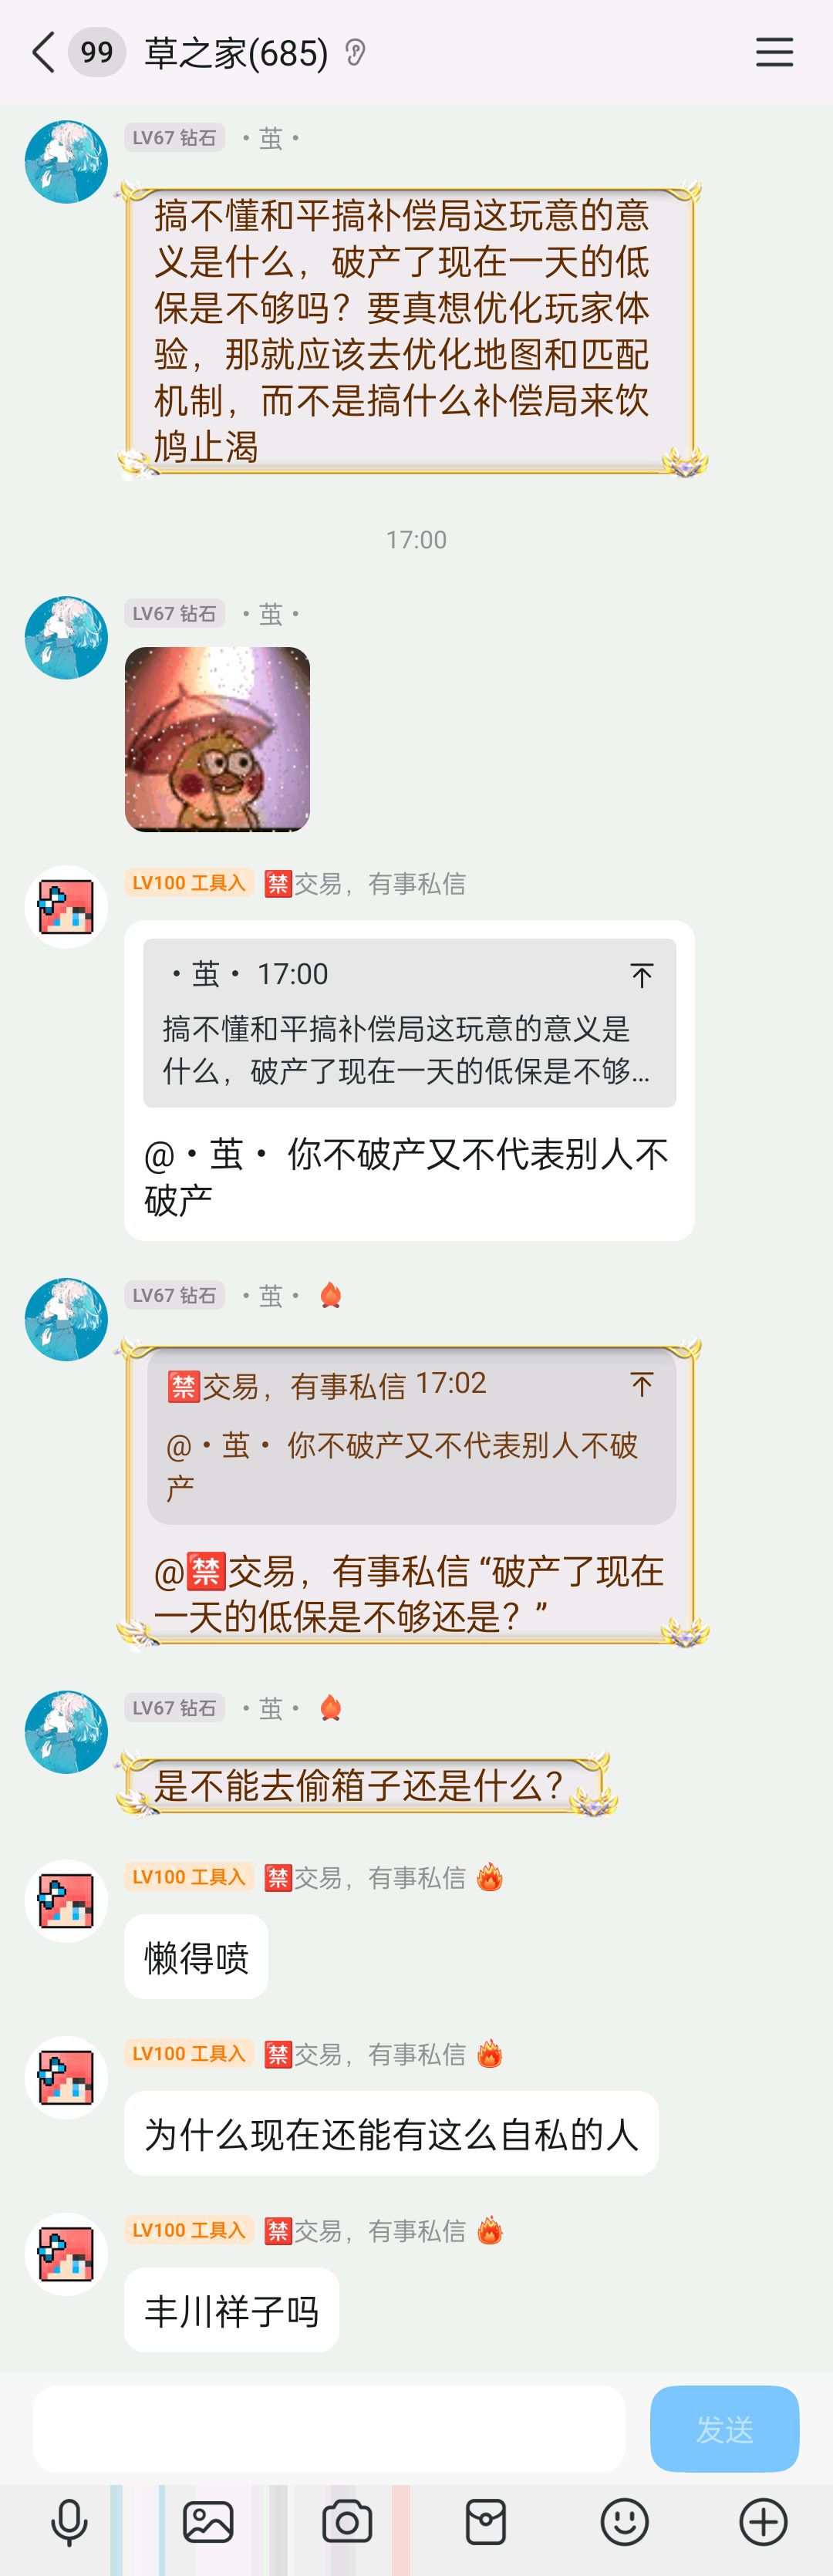 99 草之家(685)
LV67 钻石 •茧•
搞不懂和平搞补偿局这玩意的意
义是什么，破产了现在一天的低
保是不够吗？要真想优化玩家体
验，那就应该去优化地图和匹配
机制，而不是搞什么补偿局来饮
鸠止渴
17:00
LV67 钻石 •茧•
LV100 工具入 🈲交易，有事私信
•茧• 17:00
搞不懂和平搞补偿局这玩意的意义是
什么，破产了现在一天的低保是不够...
@•茧• 你不破产又不代表别人不
破产
LV67 钻石 •茧•
🈲交易，有事私信 17:02
@•茧• 你不破产又不代表别人不破
产
@🈲交易，有事私信 “破产了现在
一天的低保是不够还是？”
LV67 钻石 •茧•
是不能去偷箱子还是什么？
LV100 工具入 🈲交易，有事私信
懒得喷
LV100 工具入 🈲交易，有事私信
为什么现在还能有这么自私的人
LV100 工具入 🈲交易，有事私信
丰川祥子吗
发送